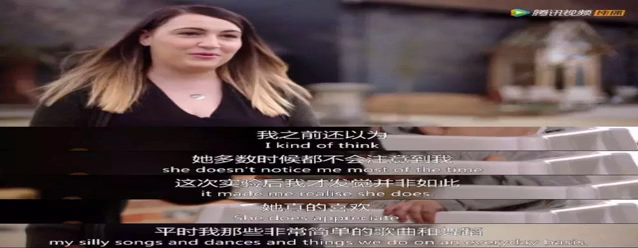 腾讯视频
我之前还以为
I kind of think
她多数时候都不会注意到我
she doesn't notice me most of the time.
这次实验后我才发觉并非如此
it made me realise she does.
她真的喜欢
She does appreciate
平时我那些非常简单的歌曲和
my silly songs and dances and things we do on an everyday basis.